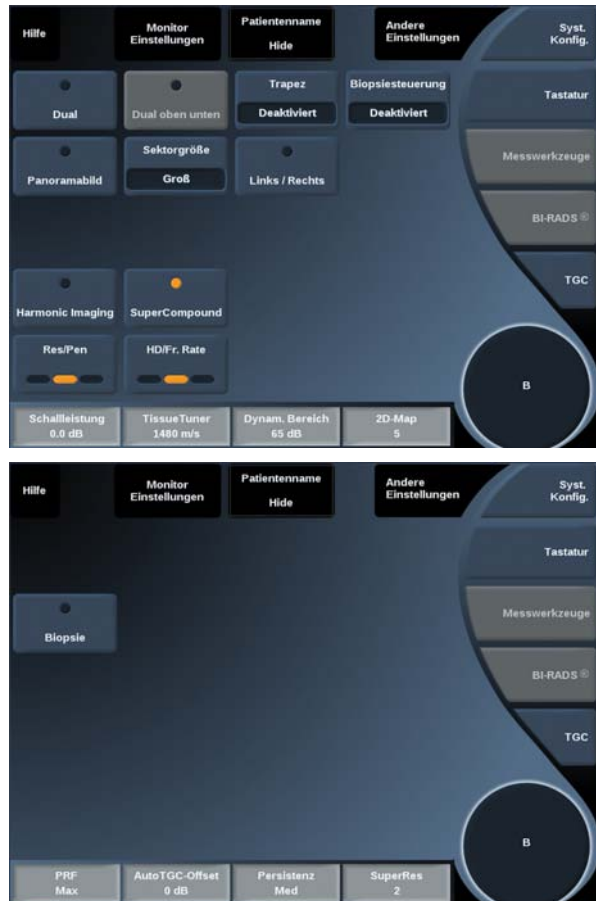 Hilfe
Monitor
Einstellungen
Patientenname
Hide
Andere
Einstellungen
Syst.
Konfig.
Dual
Dual oben unten
Trapez
Deaktiviert
Biopsiesteuerung
Deaktiviert
Tastatur
Panoramabild
Sektorgröße
Groß
Links / Rechts
Messwerkzeuge
BI-RADS ®
TGC
Harmonic Imaging
SuperCompound
Res/Pen
HD/Fr. Rate
B
Schallleistung
0.0 dB
TissueTuner
1480 m/s
Dynam. Bereich
65 dB
2D-Map
5
Hilfe
Monitor
Einstellungen
Patientenname
Hide
Andere
Einstellungen
Syst.
Konfig.
Tastatur
Biopsie
Messwerkzeuge
BI-RADS ®
TGC
B
PRF
Max
AutoTGC-Offset
0 dB
Persistenz
Med
SuperRes
2